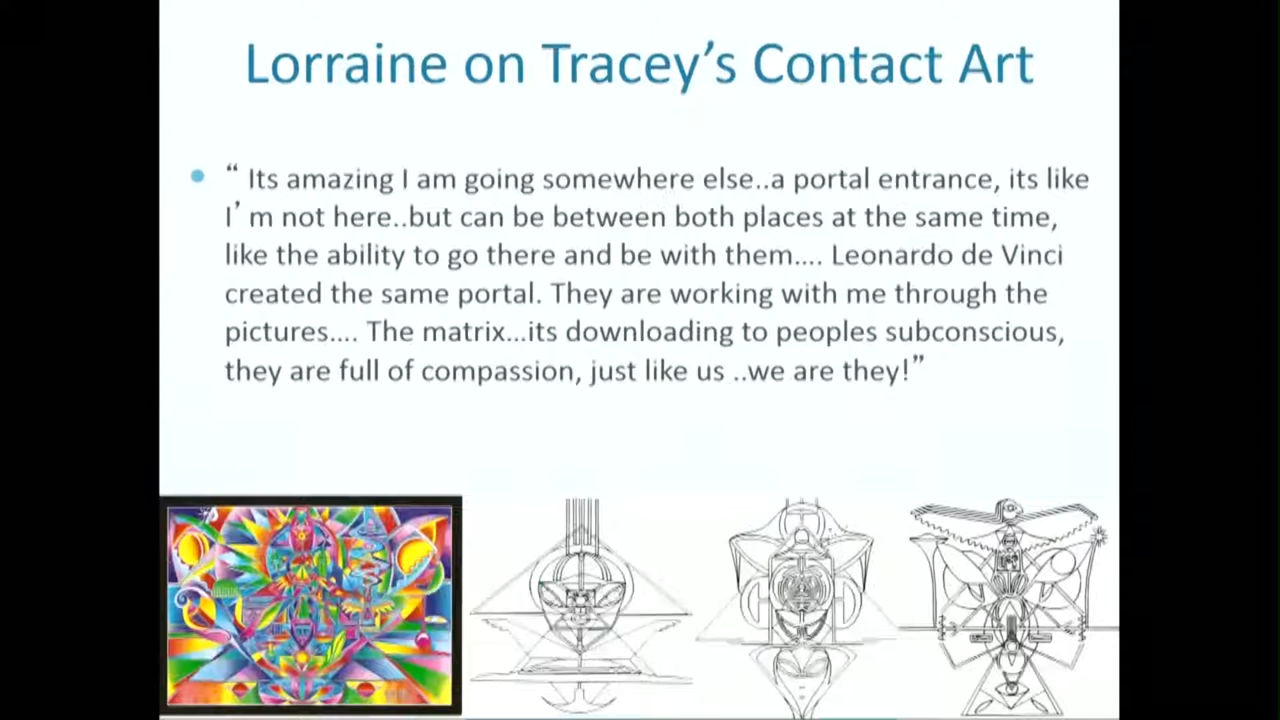 Lorraine on Tracey’s Contact Art
• “ Its amazing I am going somewhere else..a portal entrance, its like
I’ m not here..but can be between both places at the same time,
like the ability to go there and be with them…. Leonardo de Vinci
created the same portal. They are working with me through the
pictures…. The matrix…its downloading to peoples subconscious,
they are full of compassion, just like us ..we are they!”